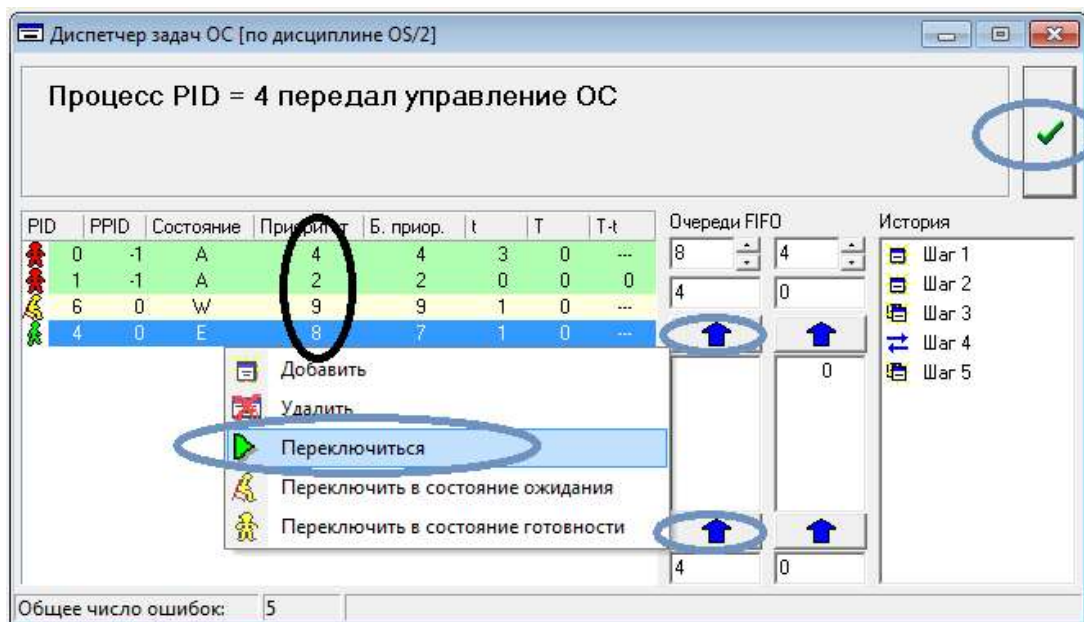 Диспетчер задач ОС [по дисциплине OS/2]
Процесс PID = 4 передал управление ОС
PID PPID Состояние Приоритет Б. приор. t T T-t
0 -1 A 4 4 3 0 ---
1 -1 A 2 2 0 0 0
6 0 W 9 9 1 0 ---
4 0 E 8 7 1 0 ---
Добавить
Удалить
Переключиться
Переключить в состояние ожидания
Переключить в состояние готовности
Очереди FIFO
8 4
4 0
0
4 0
История
Шаг 1
Шаг 2
Шаг 3
Шаг 4
Шаг 5
Общее число ошибок: 5